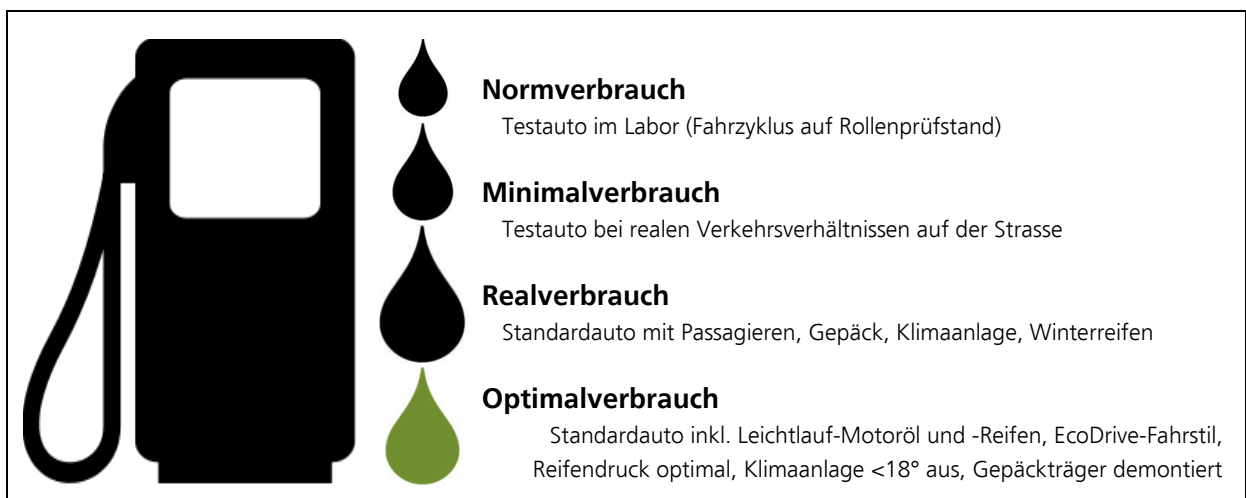 Normverbrauch
Testauto im Labor (Fahrzyklus auf Rollenprüfstand)
Minimalverbrauch
Testauto bei realen Verkehrsverhältnissen auf der Strasse
Realverbrauch
Standardauto mit Passagieren, Gepäck, Klimaanlage, Winterreifen
Optimalverbrauch
Standardauto inkl. Leichtlauf-Motoröl und -Reifen, EcoDrive-Fahrstil,
Reifendruck optimal, Klimaanlage <18° aus, Gepäckträger demontiert